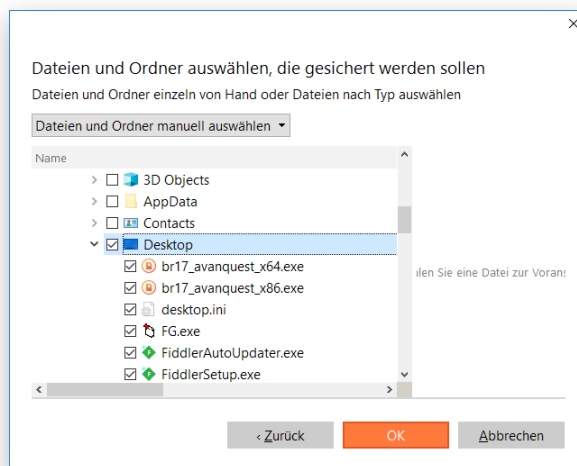 Dateien und Ordner auswählen, die gesichert werden sollen
Dateien und Ordner einzeln von Hand oder Dateien nach Typ auswählen
Dateien und Ordner manuell auswählen
Name
3D Objects
AppData
Contacts
Desktop
br17_avanquest_x64.exe
br17_avanquest_x86.exe
len Sie eine Datei zur Vorans
desktop.ini
FG.exe
FiddlerAutoUpdater.exe
FiddlerSetup.exe
‹ Zurück OK Abbrechen